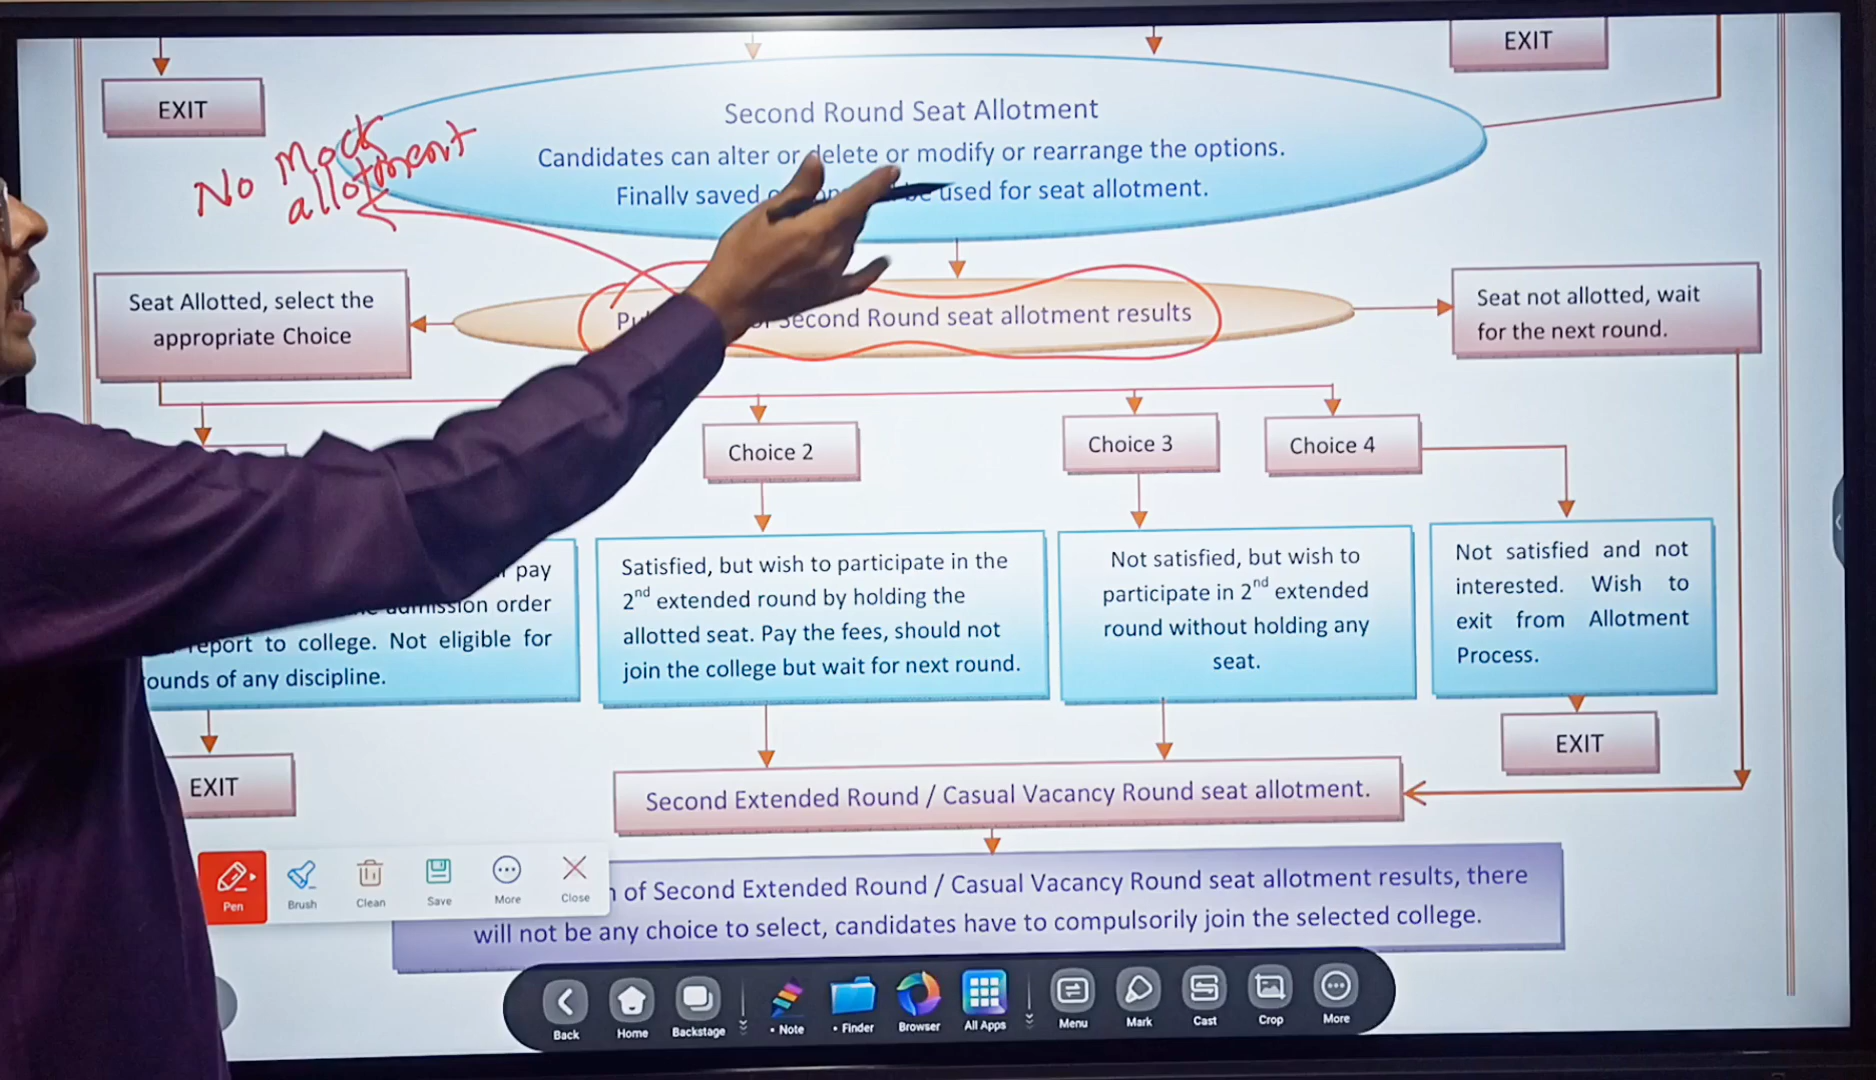 EXIT
EXIT
Second Round Seat Allotment
Candidates can alter or delete or modify or rearrange the options.
Finally saved be used for seat allotment.
No Mock
allotment
Seat Allotted, select the
appropriate Choice
Second Round seat allotment results
Seat not allotted, wait
for the next round.
Choice 2
Choice 3
Choice 4
pay
admission order
report to college. Not eligible for
rounds of any discipline.
Satisfied, but wish to participate in the
2nd extended round by holding the
allotted seat. Pay the fees, should not
join the college but wait for next round.
Not satisfied, but wish to
participate in 2nd extended
round without holding any
seat.
Not satisfied and not
interested. Wish to
exit from Allotment
Process.
EXIT
EXIT
Second Extended Round / Casual Vacancy Round seat allotment.
of Second Extended Round / Casual Vacancy Round seat allotment results, there
will not be any choice to select, candidates have to compulsorily join the selected college.
Pen Brush Clean Save More Close
Back Home Backstage • Note • Finder Browser All Apps Menu Mark Cast Crop More